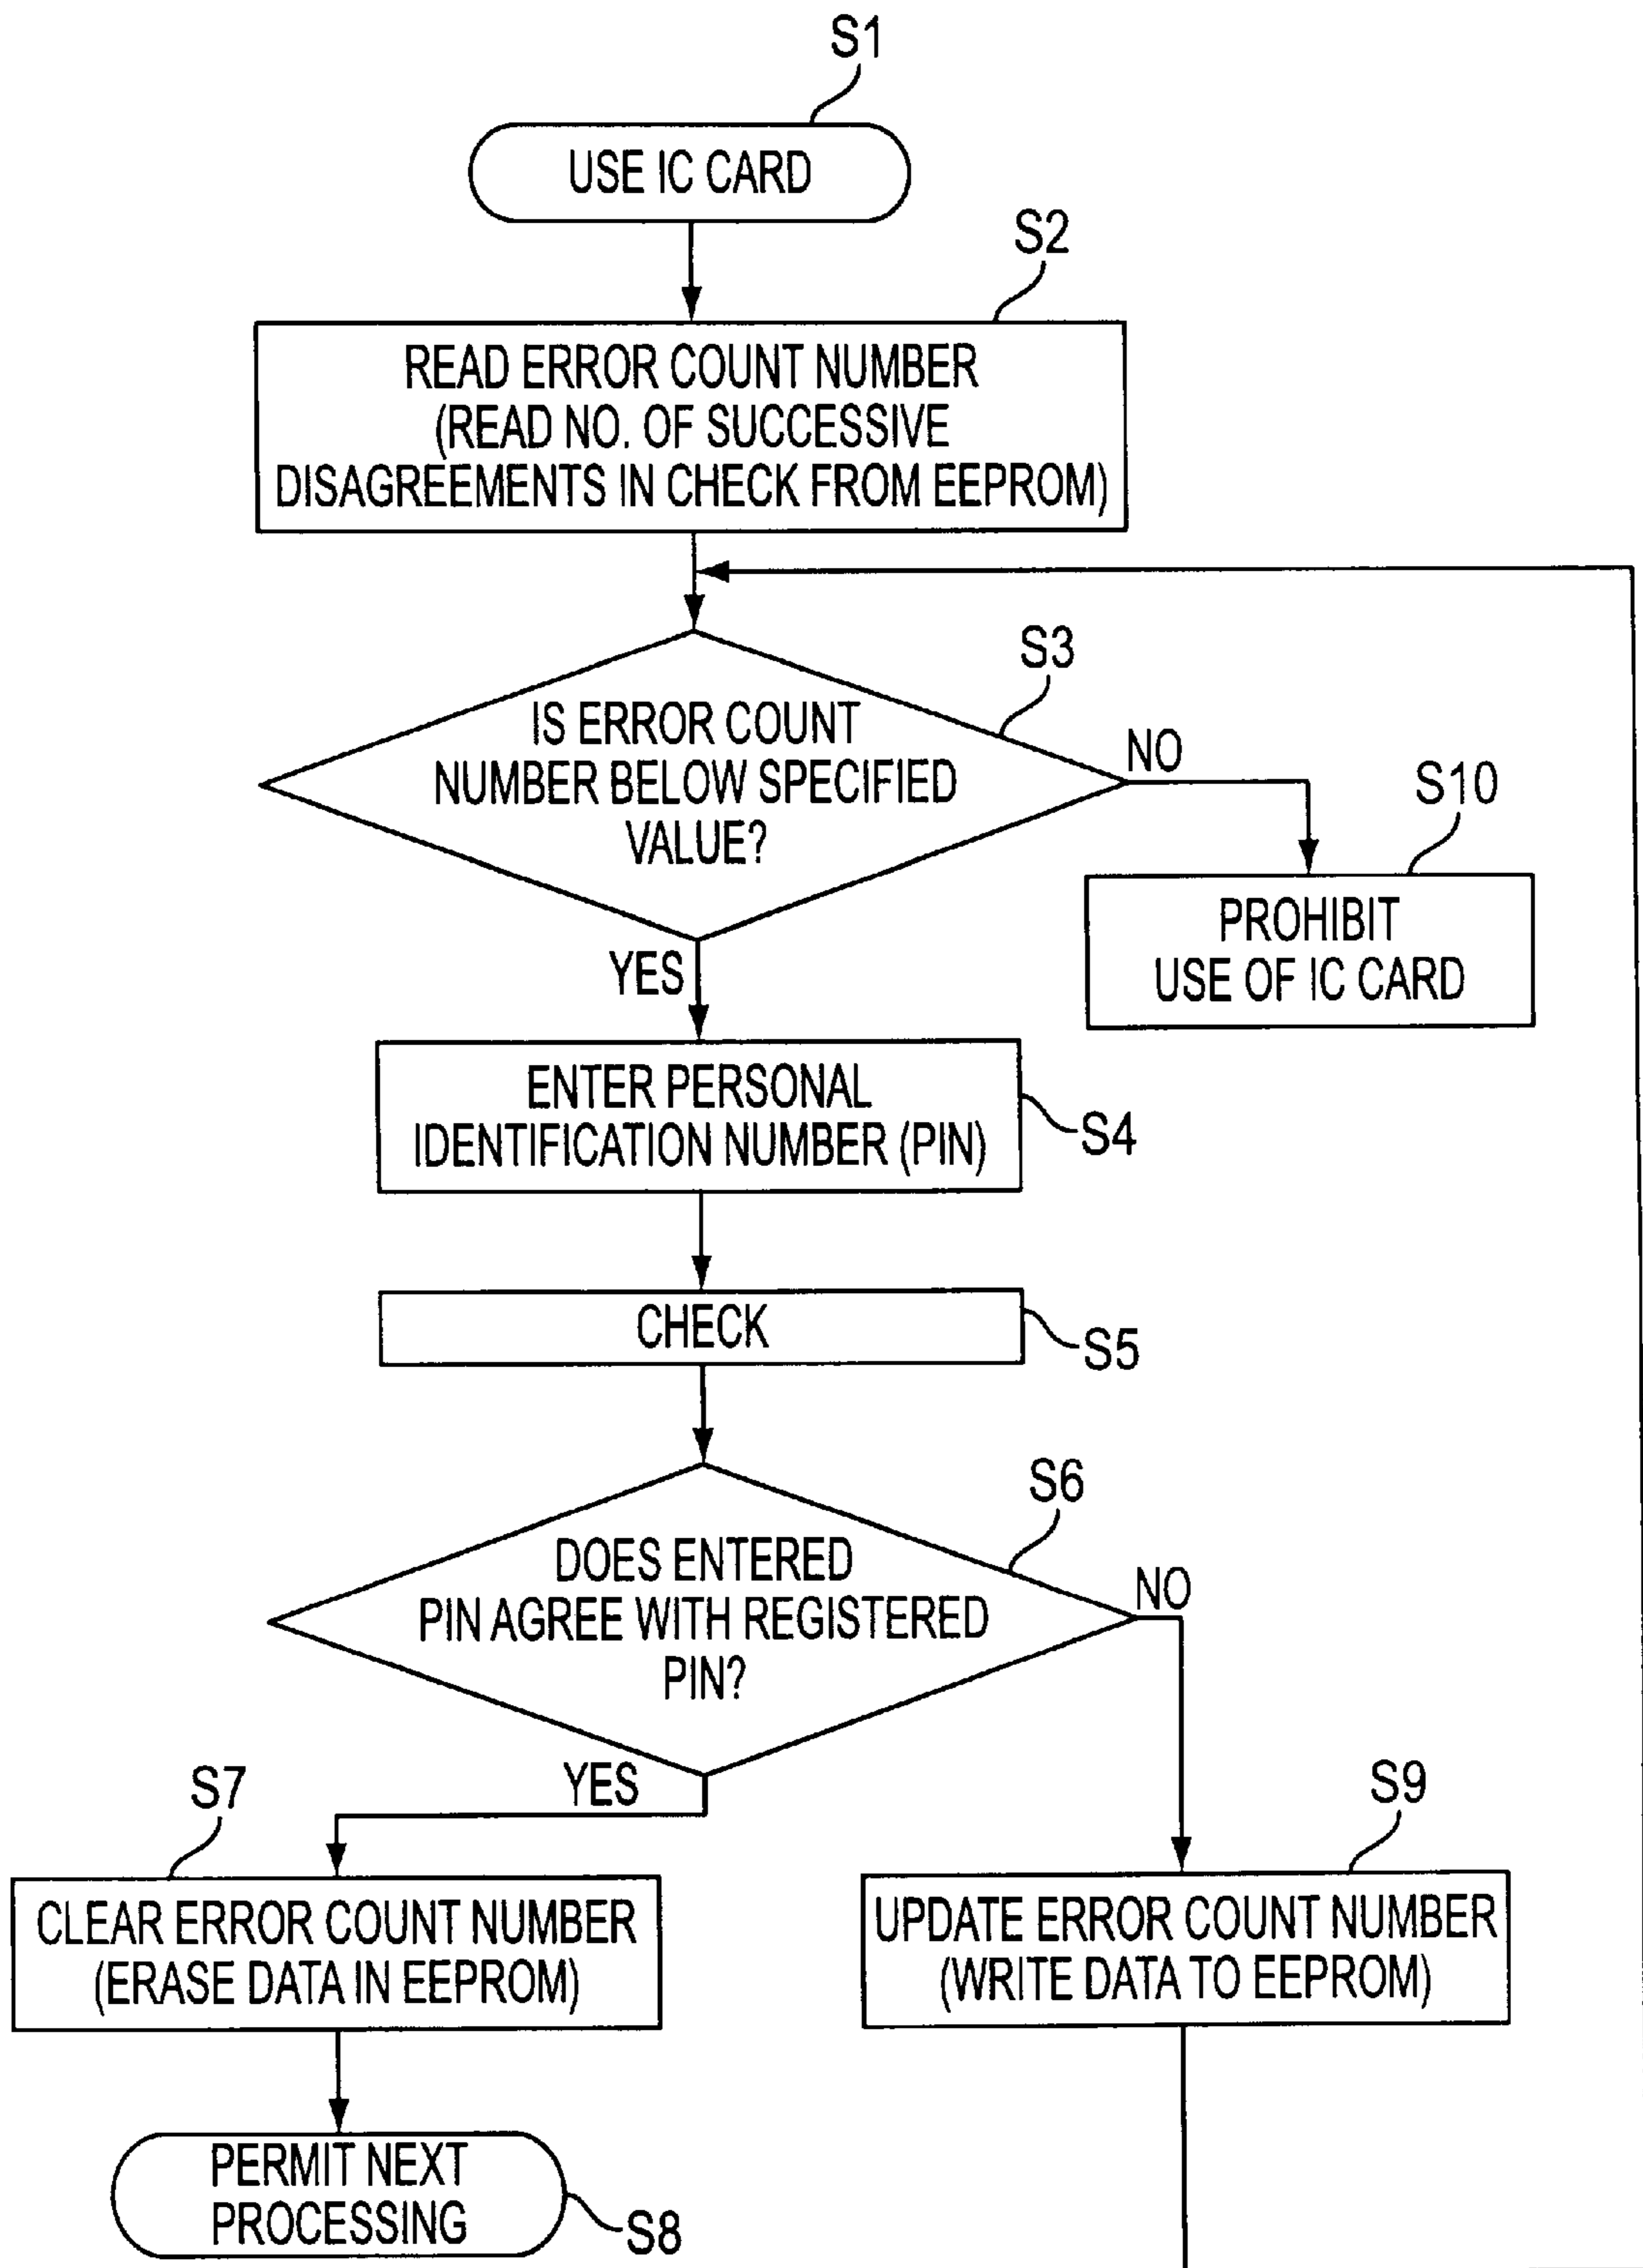 S1
USE IC CARD
S2
READ ERROR COUNT NUMBER
(READ NO. OF SUCCESSIVE
DISAGREEMENTS IN CHECK FROM EEPROM)
S3
IS ERROR COUNT
NUMBER BELOW SPECIFIED
VALUE?
NO
S10
PROHIBIT
USE OF IC CARD
YES
ENTER PERSONAL
IDENTIFICATION NUMBER (PIN)
S4
CHECK
S5
S6
DOES ENTERED
PIN AGREE WITH REGISTERED
PIN?
NO
YES
S7
CLEAR ERROR COUNT NUMBER
(ERASE DATA IN EEPROM)
S9
UPDATE ERROR COUNT NUMBER
(WRITE DATA TO EEPROM)
PERMIT NEXT
PROCESSING
S8